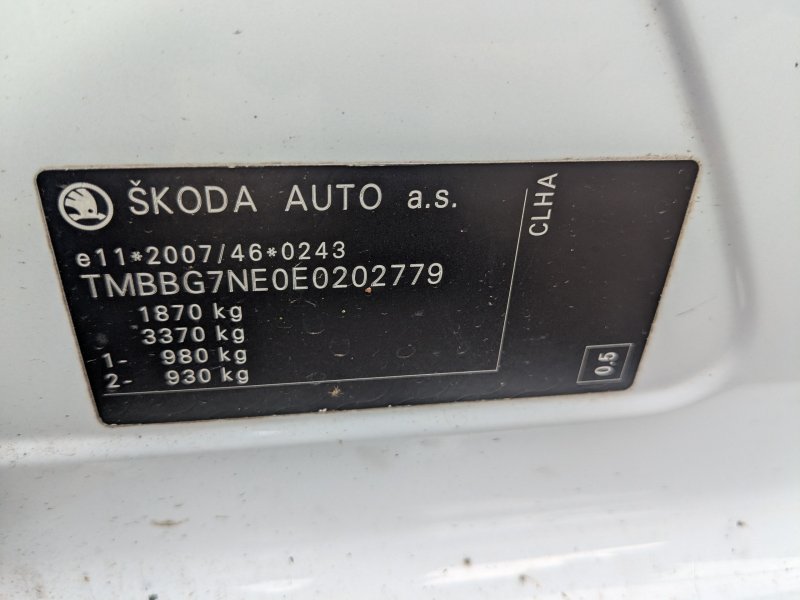 ŠKODA AUTO a.s.
e11*2007/46*0243
TMBBG7NE0E0202779
1870 kg
3370 kg
1- 980 kg
2- 930 kg
CLHA
0.5